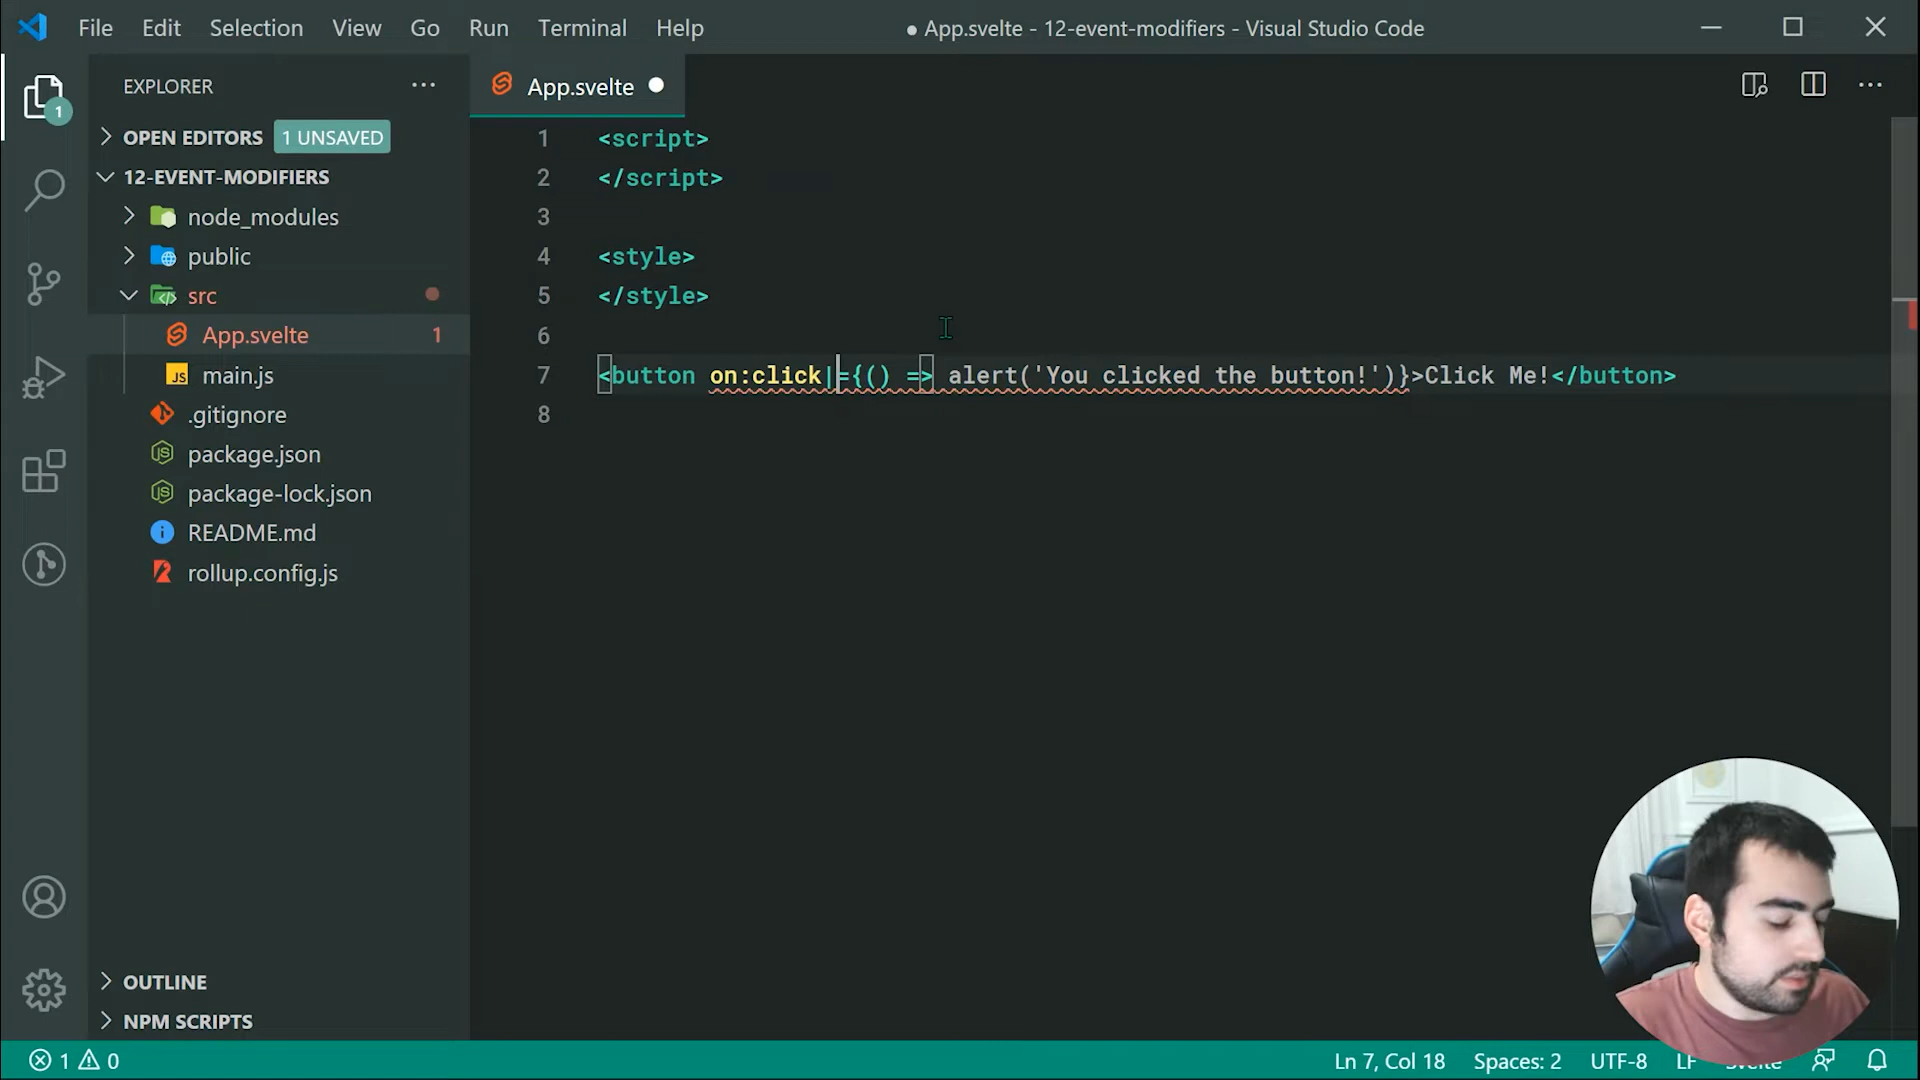 File Edit Selection View Go Run Terminal Help
● App.svelte - 12-event-modifiers - Visual Studio Code
EXPLORER
OPEN EDITORS 1 UNSAVED
12-EVENT-MODIFIERS
node_modules
public
src
App.svelte 1
JS main.js
.gitignore
package.json
package-lock.json
README.md
rollup.config.js
OUTLINE
NPM SCRIPTS
1
App.svelte
1 <script>
2 </script>
3
4 <style>
5 </style>
6
7 <button on:click|={() => alert('You clicked the button!')}>Click Me!</button>
8
1 0
Ln 7, Col 18 Spaces: 2 UTF-8 LF Svelte